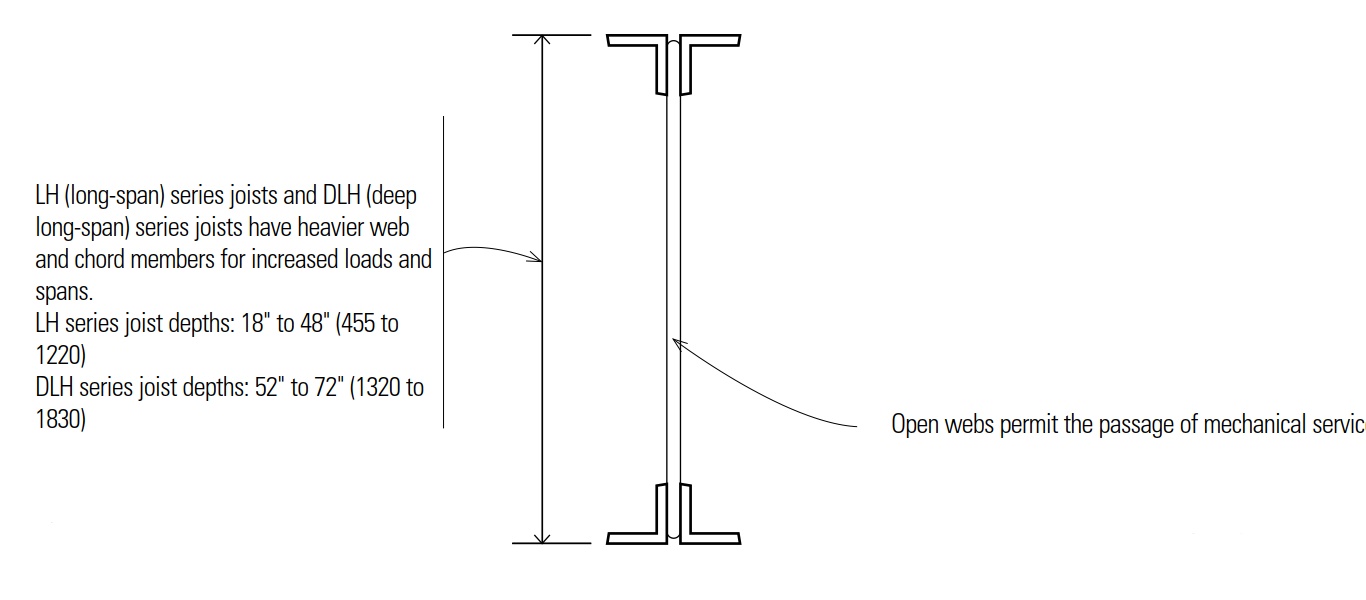 LH (long-span) series joists and DLH (deep
long-span) series joists have heavier web
and chord members for increased loads and
spans.
LH series joist depths: 18" to 48" (455 to
1220)
DLH series joist depths: 52" to 72" (1320 to
1830)
Open webs permit the passage of mechanical